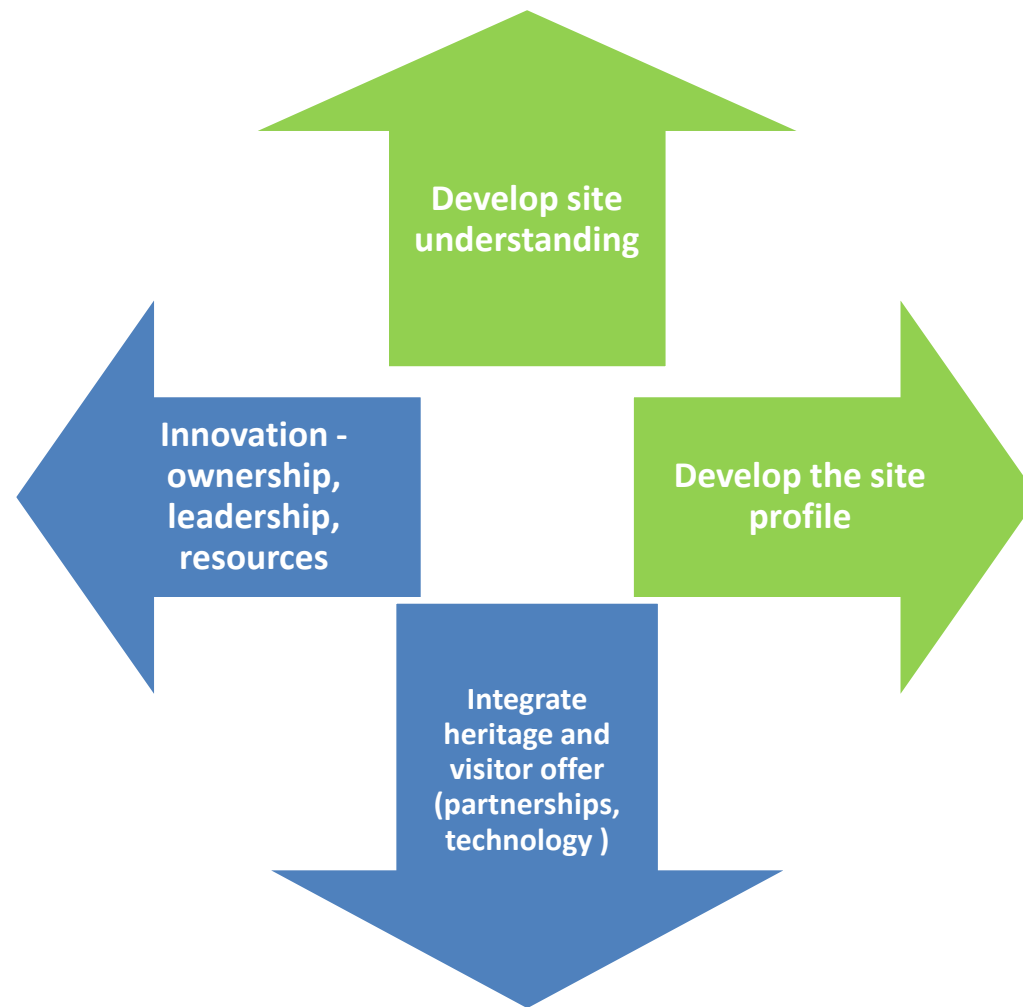 Develop site
understanding
Innovation -
ownership,
leadership,
resources
Develop the site
profile
Integrate
heritage and
visitor offer
(partnerships,
technology )